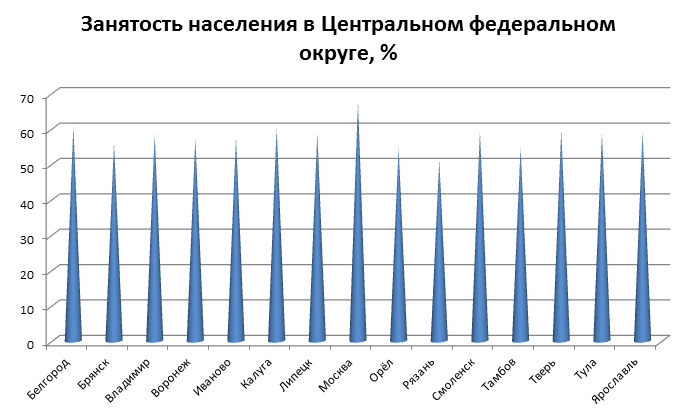 Занятость населения в Центральном федеральном
округе, %
70
60
50
40
30
20
10
0
Белгород
Брянск
Владимир
Воронеж
Иваново
Калуга
Липецк
Москва
Орёл
Рязань
Смоленск
Тамбов
Тверь
Тула
Ярославль